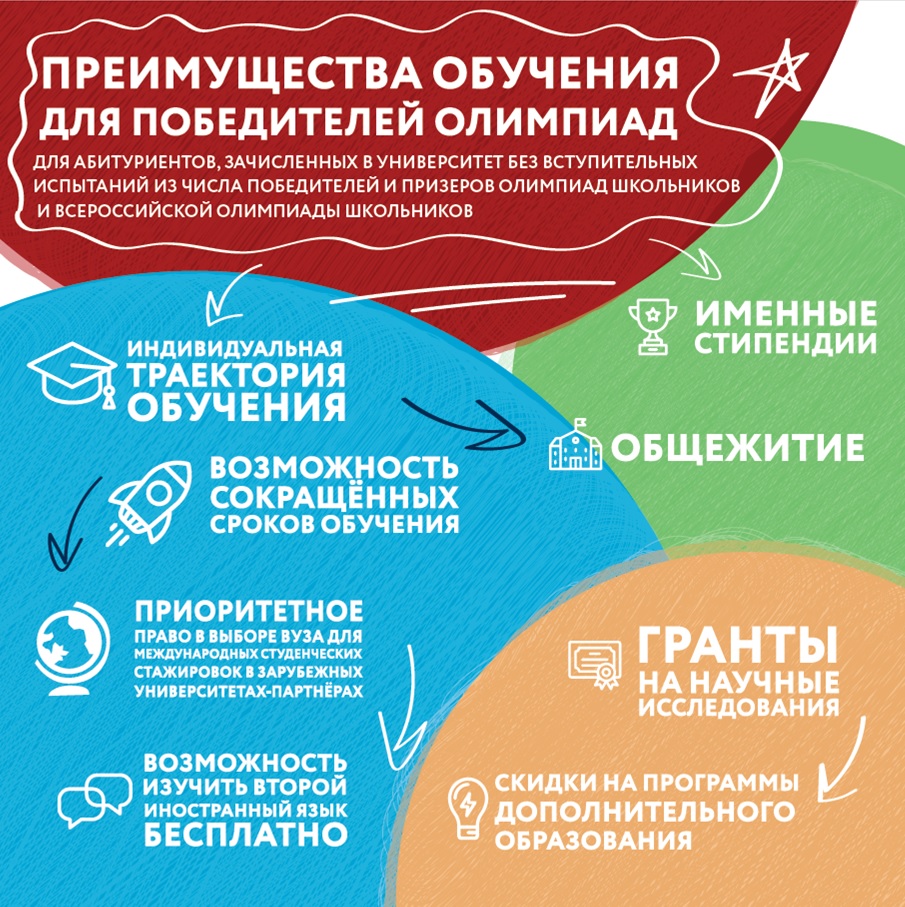 ПРЕИМУЩЕСТВА ОБУЧЕНИЯ
ДЛЯ ПОБЕДИТЕЛЕЙ ОЛИМПИАД
ДЛЯ АБИТУРИЕНТОВ, ЗАЧИСЛЕННЫХ В УНИВЕРСИТЕТ БЕЗ ВСТУПИТЕЛЬНЫХ
ИСПЫТАНИЙ ИЗ ЧИСЛА ПОБЕДИТЕЛЕЙ И ПРИЗЕРОВ ОЛИМПИАД ШКОЛЬНИКОВ
И ВСЕРОССИЙСКОЙ ОЛИМПИАДЫ ШКОЛЬНИКОВ
ИНДИВИДУАЛЬНАЯ
ТРАЕКТОРИЯ
ОБУЧЕНИЯ
ВОЗМОЖНОСТЬ
СОКРАЩЁННЫХ
СРОКОВ ОБУЧЕНИЯ
ПРИОРИТЕТНОЕ
ПРАВО В ВЫБОРЕ ВУЗА ДЛЯ
МЕЖДУНАРОДНЫХ СТУДЕНЧЕСКИХ
СТАЖИРОВОК В ЗАРУБЕЖНЫХ
УНИВЕРСИТЕТАХ-ПАРТНЁРАХ
ВОЗМОЖНОСТЬ
ИЗУЧИТЬ ВТОРОЙ
ИНОСТРАННЫЙ ЯЗЫК
БЕСПЛАТНО
ИМЕННЫЕ
СТИПЕНДИИ
ОБЩЕЖИТИЕ
ГРАНТЫ
НА НАУЧНЫЕ
ИССЛЕДОВАНИЯ
СКИДКИ НА ПРОГРАММЫ
ДОПОЛНИТЕЛЬНОГО
ОБРАЗОВАНИЯ